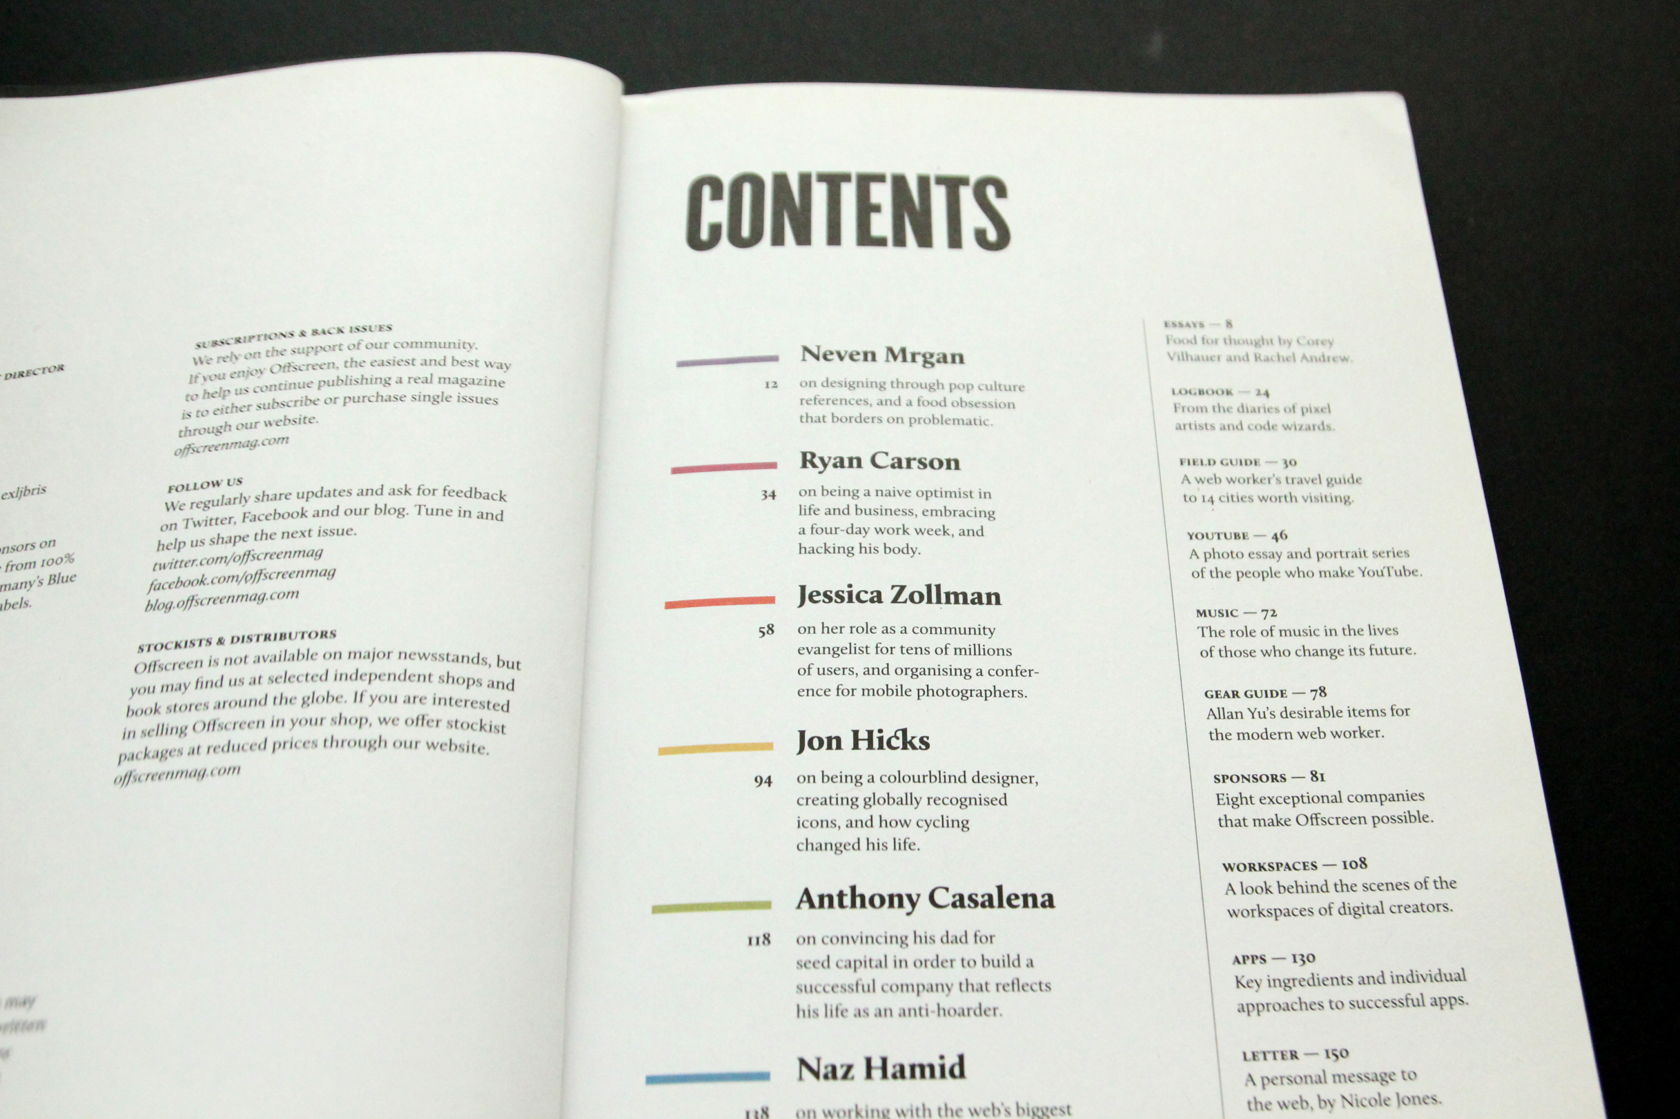 DIRECTOR
exljbris
nsors on
from 100%
many's Blue
abels.
may
written
SUBSCRIPTIONS & BACK ISSUES
We rely on the support of our community.
If you enjoy Offscreen, the easiest and best way
to help us continue publishing a real magazine
is to either subscribe or purchase single issues
through our website.
offscreenmag.com
FOLLOW US
We regularly share updates and ask for feedback
on Twitter, Facebook and our blog. Tune in and
help us shape the next issue.
twitter.com/offscreenmag
facebook.com/offscreenmag
blog.offscreenmag.com
STOCKISTS & DISTRIBUTORS
Offscreen is not available on major newsstands, but
you may find us at selected independent shops and
book stores around the globe. If you are interested
in selling Offscreen in your shop, we offer stockist
packages at reduced prices through our website.
offscreenmag.com
CONTENTS
Neven Mrgan
12 on designing through pop culture
references, and a food obsession
that borders on problematic.
Ryan Carson
34 on being a naive optimist in
life and business, embracing
a four-day work week, and
hacking his body.
Jessica Zollman
58 on her role as a community
evangelist for tens of millions
of users, and organising a confer-
ence for mobile photographers.
Jon Hicks
94 on being a colourblind designer,
creating globally recognised
icons, and how cycling
changed his life.
Anthony Casalena
118 on convincing his dad for
seed capital in order to build a
successful company that reflects
his life as an anti-hoarder.
Naz Hamid
138 on working with the web's biggest
ESSAYS — 8
Food for thought by Corey
Vilhauer and Rachel Andrew.
LOGBOOK — 24
From the diaries of pixel
artists and code wizards.
FIELD GUIDE — 30
A web worker's travel guide
to 14 cities worth visiting.
YOUTUBE — 46
A photo essay and portrait series
of the people who make YouTube.
MUSIC — 72
The role of music in the lives
of those who change its future.
GEAR GUIDE — 78
Allan Yu's desirable items for
the modern web worker.
SPONSORS — 81
Eight exceptional companies
that make Offscreen possible.
WORKSPACES — 108
A look behind the scenes of the
workspaces of digital creators.
APPS — 130
Key ingredients and individual
approaches to successful apps.
LETTER — 150
A personal message to
the web, by Nicole Jones.